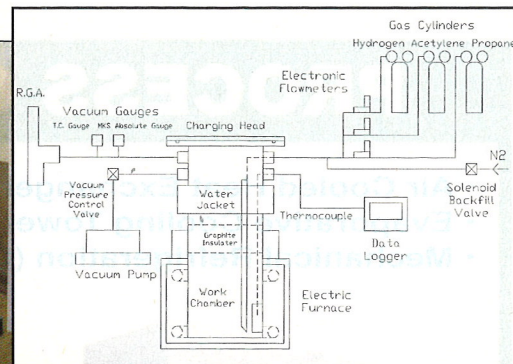 Gas Cylinders
Hydrogen Acetylene Propane
Electronic
Flowmeters
R.G.A.
Vacuum Gauges
T.C. Gauge MKS Absolute Gauge
Charging Head
N2
Vacuum
Pressure
Control
Valve
Water
Jacket
Thermocouple
Solenoid
Backfill
Valve
Graphite
Insulator
Data
Logger
Vacuum Pump
Work
Chamber
Electric
Furnace